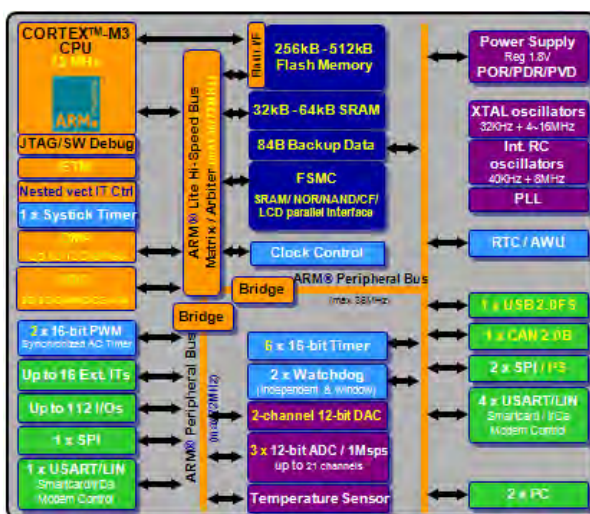 CORTEX™-M3
CPU
72 MHz
ARM®
JTAG/SW Debug
ETM
Nested vect IT Ctrl
1 x Systick Timer
2 x 16-bit PWM
Synchronized AC Timer
Up to 16 Ext. ITs
Up to 112 I/Os
1 x SPI
1 x USART/LIN
Smartcard/IrDa
Modem Control
ARM® Lite Hi-Speed Bus
Matrix / Arbiter
Flash I/F
256kB -512kB
Flash Memory
32kB -64kB SRAM
84B Backup Data
FSMC
SRAM/ NOR/NAND/CF/
LCD parallel interface
Clock Control
ARM® Peripheral Bus
(max 36MHz)
Bridge
Bridge
ARM® Peripheral Bus
(max 72MHz)
6 x 16-bit Timer
2 x Watchdog
(independent & window)
2-channel 12-bit DAC
3 x 12-bit ADC / 1Msps
up to 21 channels
Temperature Sensor
Power Supply
Reg 1.8V
POR/PDR/PVD
XTAL oscillators
32KHz + 4~16MHz
Int. RC
oscillators
40KHz + 8MHz
PLL
RTC / AWU
1 x USB 2.0FS
1 x CAN 2.0B
2 x SPI / I²S
4 x USART/LIN
Smartcard / IrDa
Modem Control
2 x I²C